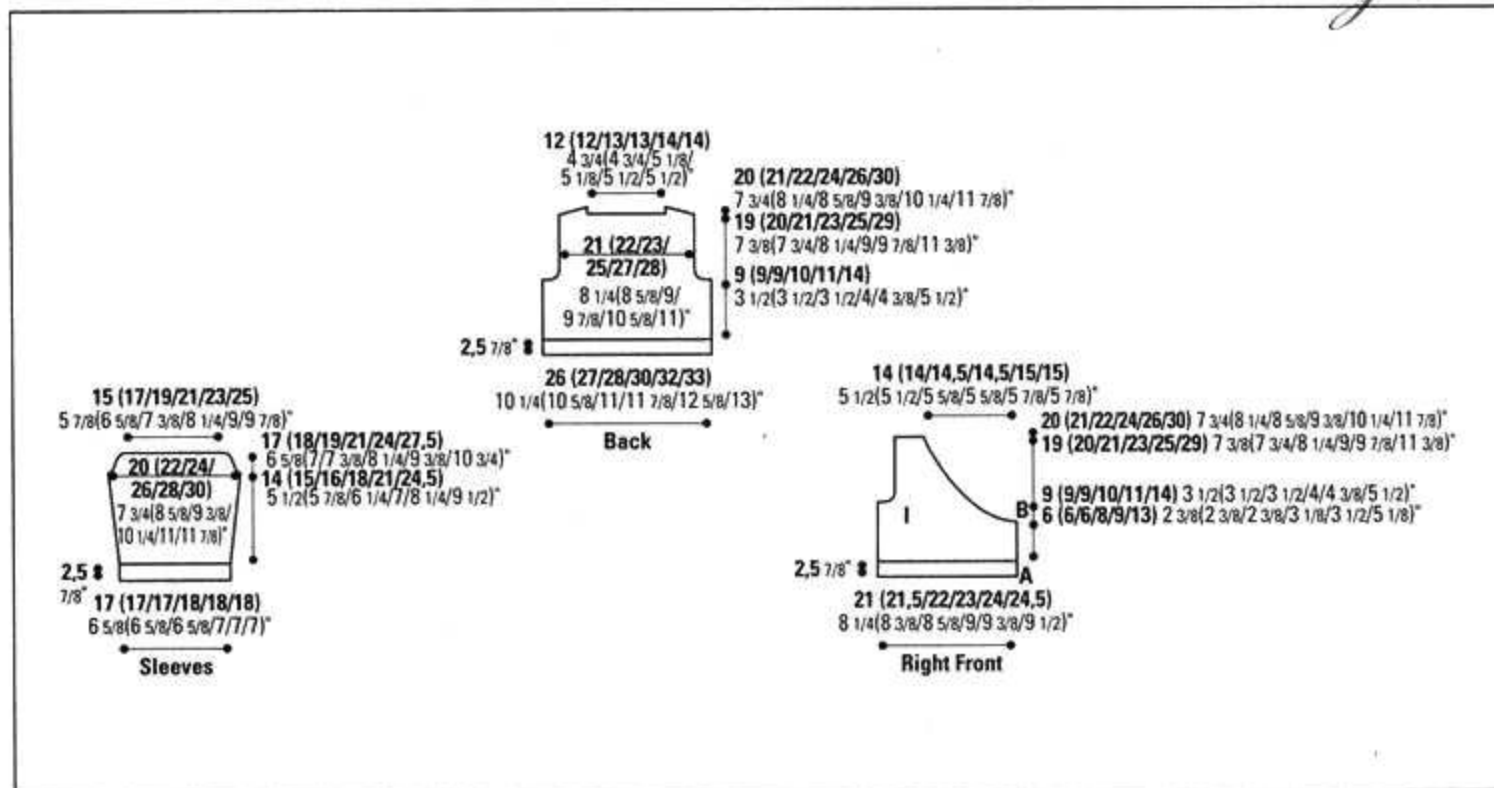 12 (12/13/13/14/14)
4 3/4(4 3/4/5 1/8/
5 1/8/5 1/2/5 1/2)"
20 (21/22/24/26/30)
7 3/4(8 1/4/8 5/8/9 3/8/10 1/4/11 7/8)"
19 (20/21/23/25/29)
7 3/8(7 3/4/8 1/4/9/9 7/8/11 3/8)"
21 (22/23/
25/27/28)
8 1/4(8 5/8/9/
9 7/8/10 5/8/11)"
9 (9/9/10/11/14)
3 1/2(3 1/2/3 1/2/4/4 3/8/5 1/2)"
2,5 7/8"
26 (27/28/30/32/33)
10 1/4(10 5/8/11/11 7/8/12 5/8/13)"
Back
15 (17/19/21/23/25)
5 7/8(6 5/8/7 3/8/8 1/4/9/9 7/8)"
17 (18/19/21/24/27,5)
6 5/8(7/7 3/8/8 1/4/9 3/8/10 3/4)"
14 (15/16/18/21/24,5)
5 1/2(5 7/8/6 1/4/7/8 1/4/9 1/2)"
20 (22/24/
26/28/30)
7 3/4(8 5/8/9 3/8/
10 1/4/11/11 7/8)"
2,5
7/8"
17 (17/17/18/18/18)
6 5/8(6 5/8/6 5/8/7/7/7)"
Sleeves
14 (14/14,5/14,5/15/15)
5 1/2(5 1/2/5 5/8/5 5/8/5 7/8/5 7/8)"
20 (21/22/24/26/30) 7 3/4(8 1/4/8 5/8/9 3/8/10 1/4/11 7/8)"
19 (20/21/23/25/29) 7 3/8(7 3/4/8 1/4/9/9 7/8/11 3/8)"
9 (9/9/10/11/14) 3 1/2(3 1/2/3 1/2/4/4 3/8/5 1/2)"
B
6 (6/6/8/9/13) 2 3/8(2 3/8/2 3/8/3 1/8/3 1/2/5 1/8)"
I
2,5 7/8"
A
21 (21,5/22/23/24/24,5)
8 1/4(8 3/8/8 5/8/9/9 3/8/9 1/2)"
Right Front